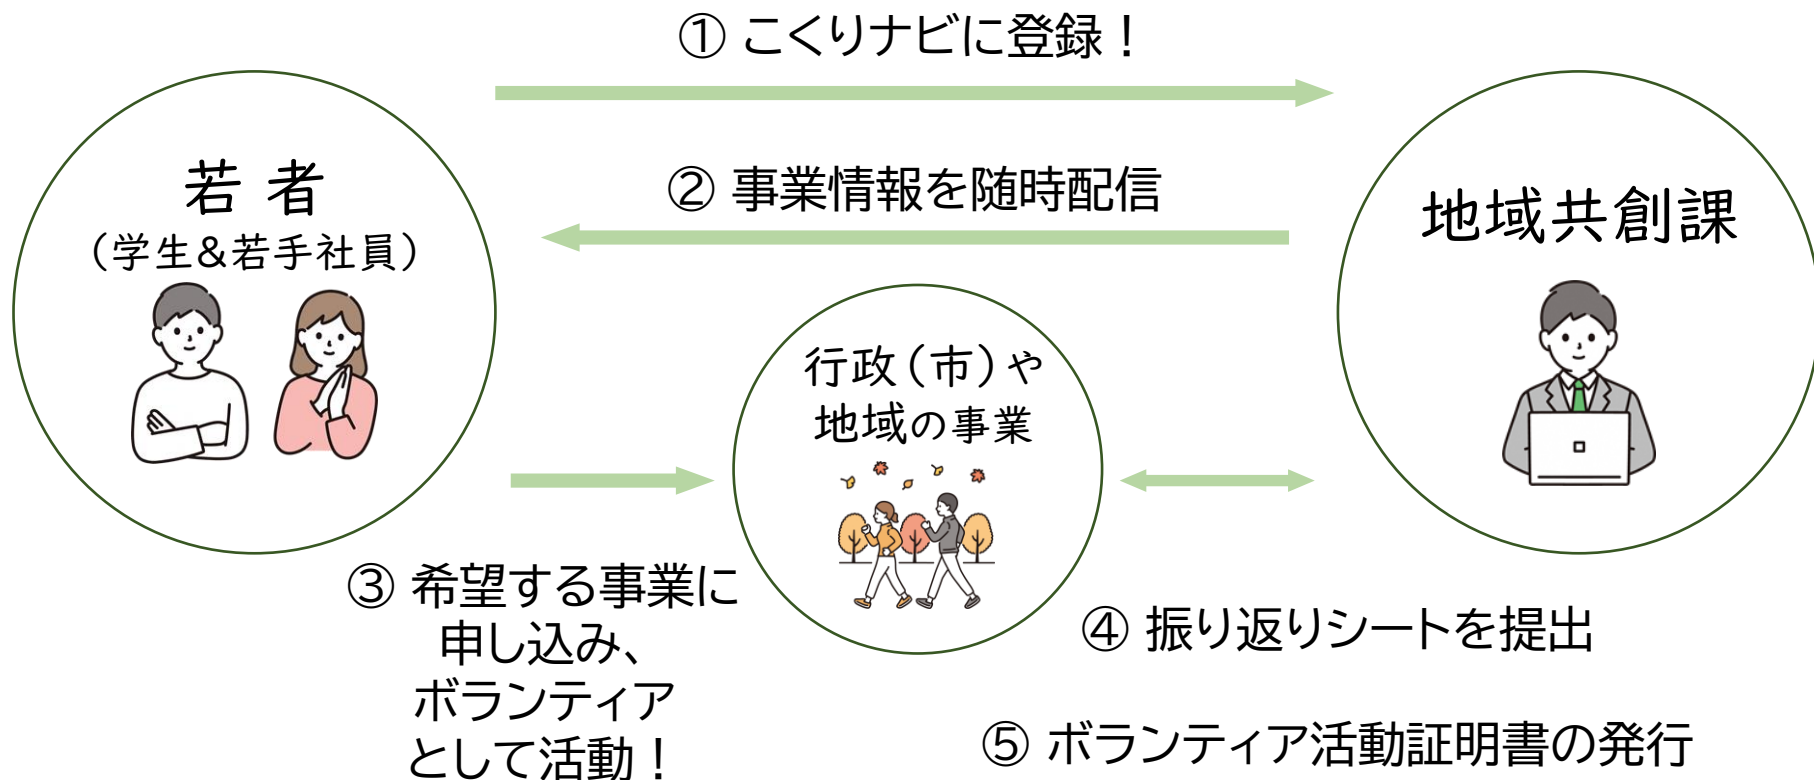 ① こくりナビに登録！
若者
（学生&若手社員）
② 事業情報を随時配信
地域共創課
行政（市）や
地域の事業
③ 希望する事業に
申し込み、
ボランティア
として活動！
④ 振り返りシートを提出
⑤ ボランティア活動証明書の発行